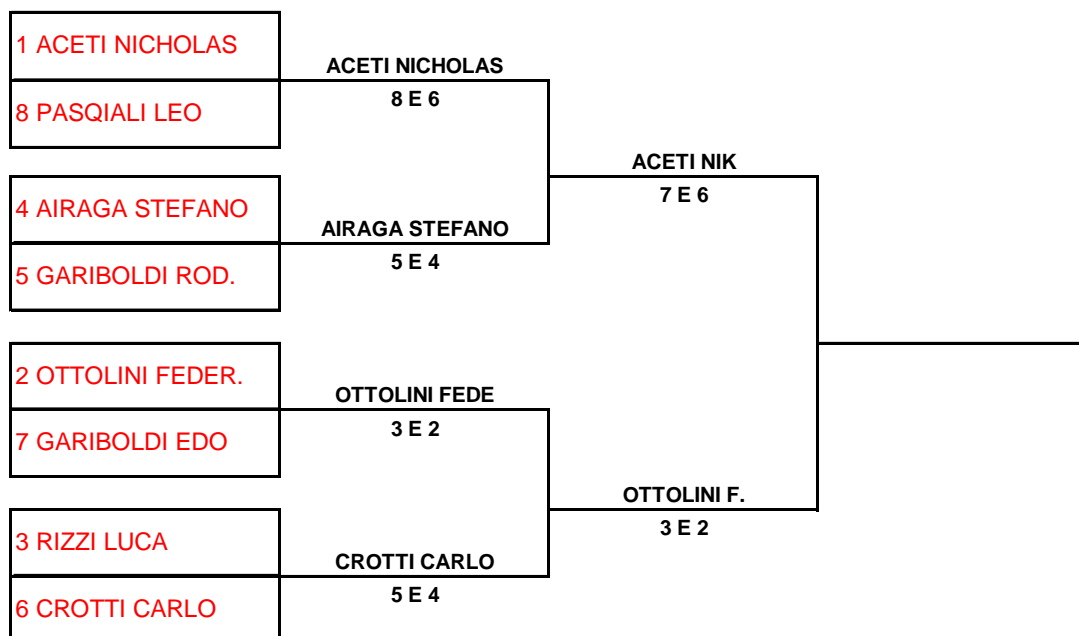 1 ACETI NICHOLAS
ACETI NICHOLAS
8 E 6
8 PASQIALI LEO
ACETI NIK
7 E 6
4 AIRAGA STEFANO
AIRAGA STEFANO
5 E 4
5 GARIBOLDI ROD.
2 OTTOLINI FEDER.
OTTOLINI FEDE
3 E 2
7 GARIBOLDI EDO
OTTOLINI F.
3 E 2
3 RIZZI LUCA
CROTTI CARLO
5 E 4
6 CROTTI CARLO